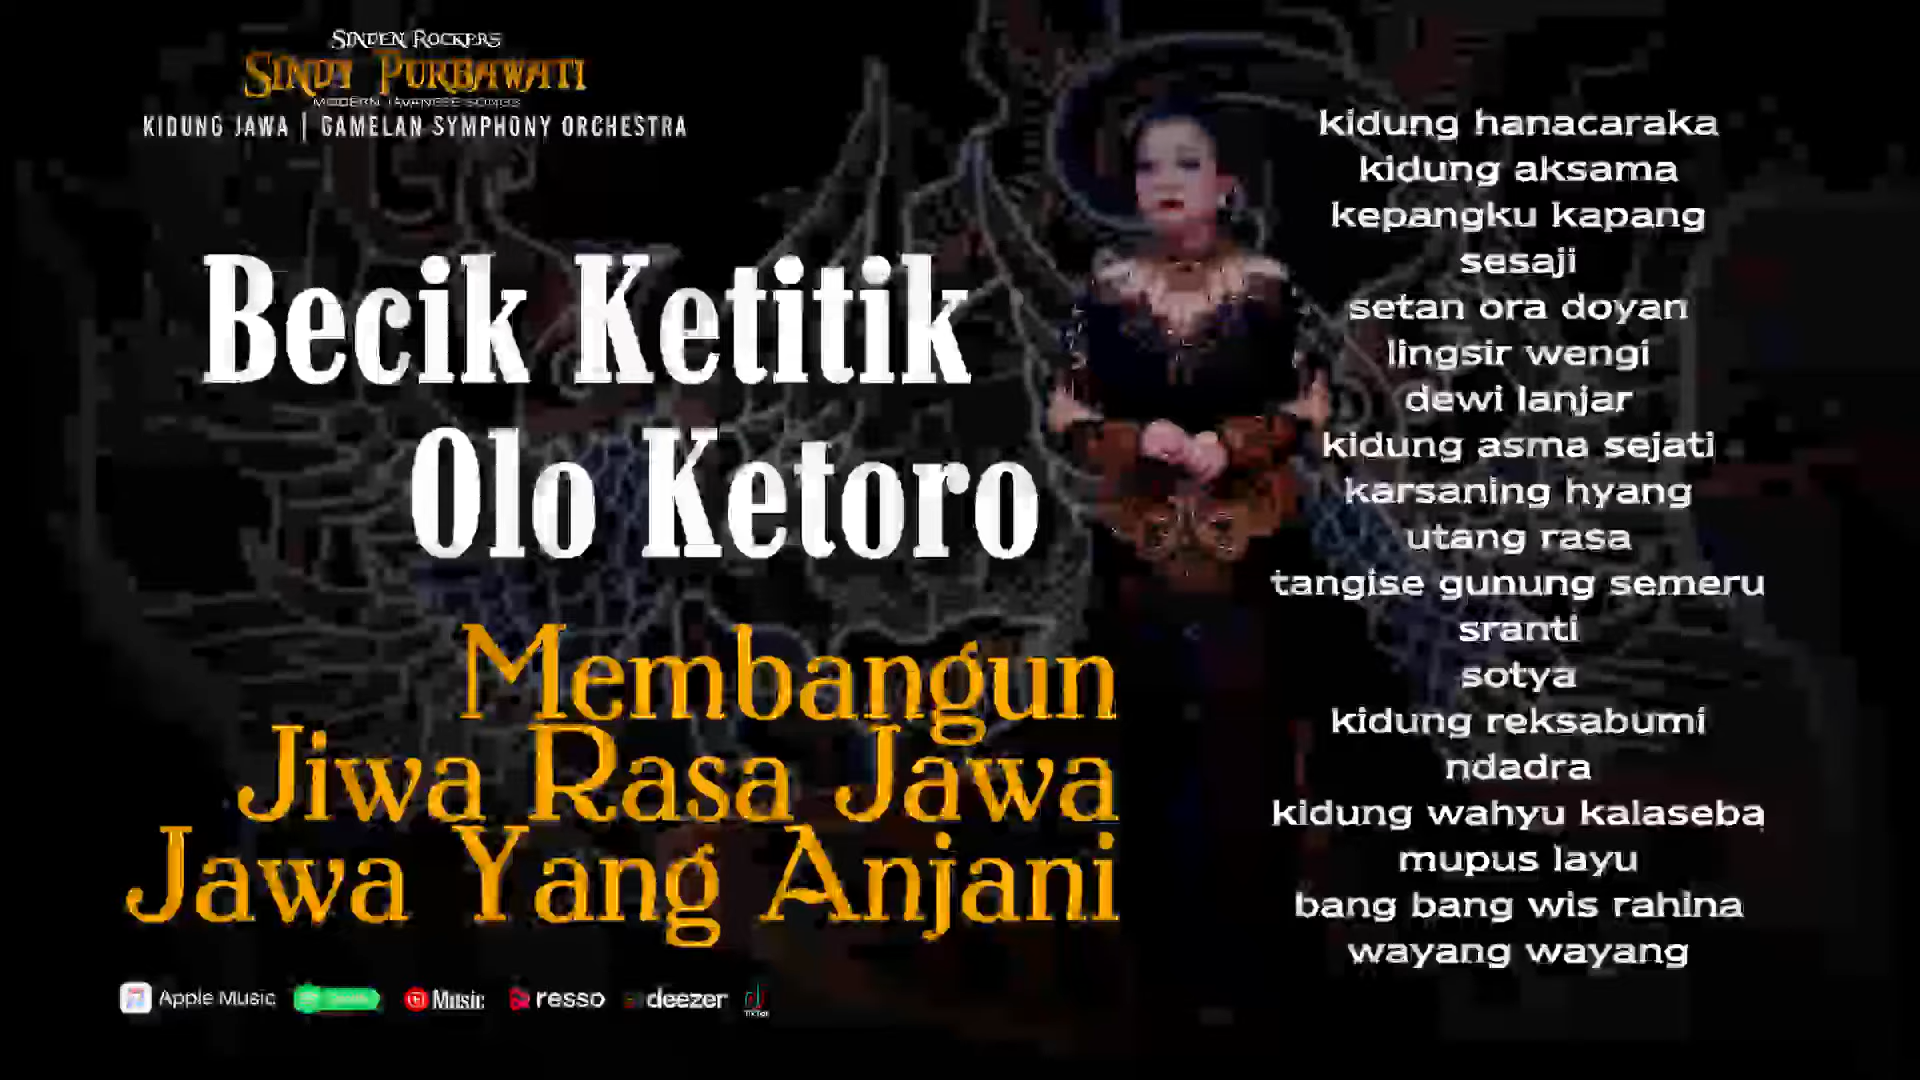 SINDEN ROCKERS
SINDY PURBAWATI
MODERN JAVANESE SONGS
KIDUNG JAWA | GAMELAN SYMPHONY ORCHESTRA
Becik Ketitik
Olo Ketoro
Membangun
Jiwa Rasa Jawa
Jawa Yang Anjani
kidung hanacaraka
kidung aksama
kepangku kapang
sesaji
setan ora doyan
lingsir wengi
dewi lanjar
kidung asma sejati
karsaning hyang
utang rasa
tangise gunung semeru
sranti
sotya
kidung reksabumi
ndadra
kidung wahyu kalaseba
mupus layu
bang bang wis rahina
wayang wayang
Apple Music
Music
resso
deezer